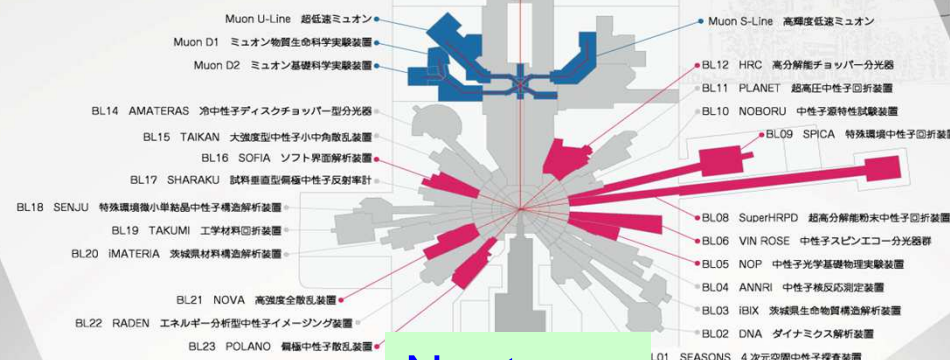 Muon U-Line 超低速ミュオン
Muon D1 ミュオン物質生命科学実験装置
Muon D2 ミュオン基礎科学実験装置
BL14 AMATERAS 冷中性子ディスクチョッパー型分光器
BL15 TAIKAN 大強度型中性子小中角散乱装置
BL16 SOFIA ソフト界面解析装置
BL17 SHARAKU 試料垂直型偏極中性子反射率計
BL18 SENJU 特殊環境微小単結晶中性子構造解析装置
BL19 TAKUMI 工学材料回折装置
BL20 iMATERIA 茨城県材料構造解析装置
BL21 NOVA 高強度全散乱装置
BL22 RADEN エネルギー分析型中性子イメージング装置
BL23 POLANO 偏極中性子散乱装置
Muon S-Line 高輝度低速ミュオン
BL12 HRC 高分解能チョッパー分光器
BL11 PLANET 超高圧中性子回折装置
BL10 NOBORU 中性子源特性試験装置
BL09 SPICA 特殊環境中性子回折装
BL08 SuperHRPD 超高分解能粉末中性子回折装置
BL06 VIN ROSE 中性子スピンエコー分光器群
BL05 NOP 中性子光学基礎物理実験装置
BL04 ANNRI 中性子核反応測定装置
BL03 iBIX 茨城県生命物質構造解析装置
BL02 DNA ダイナミクス解析装置
L01 SEASONS 4次元空間中性子探査装置